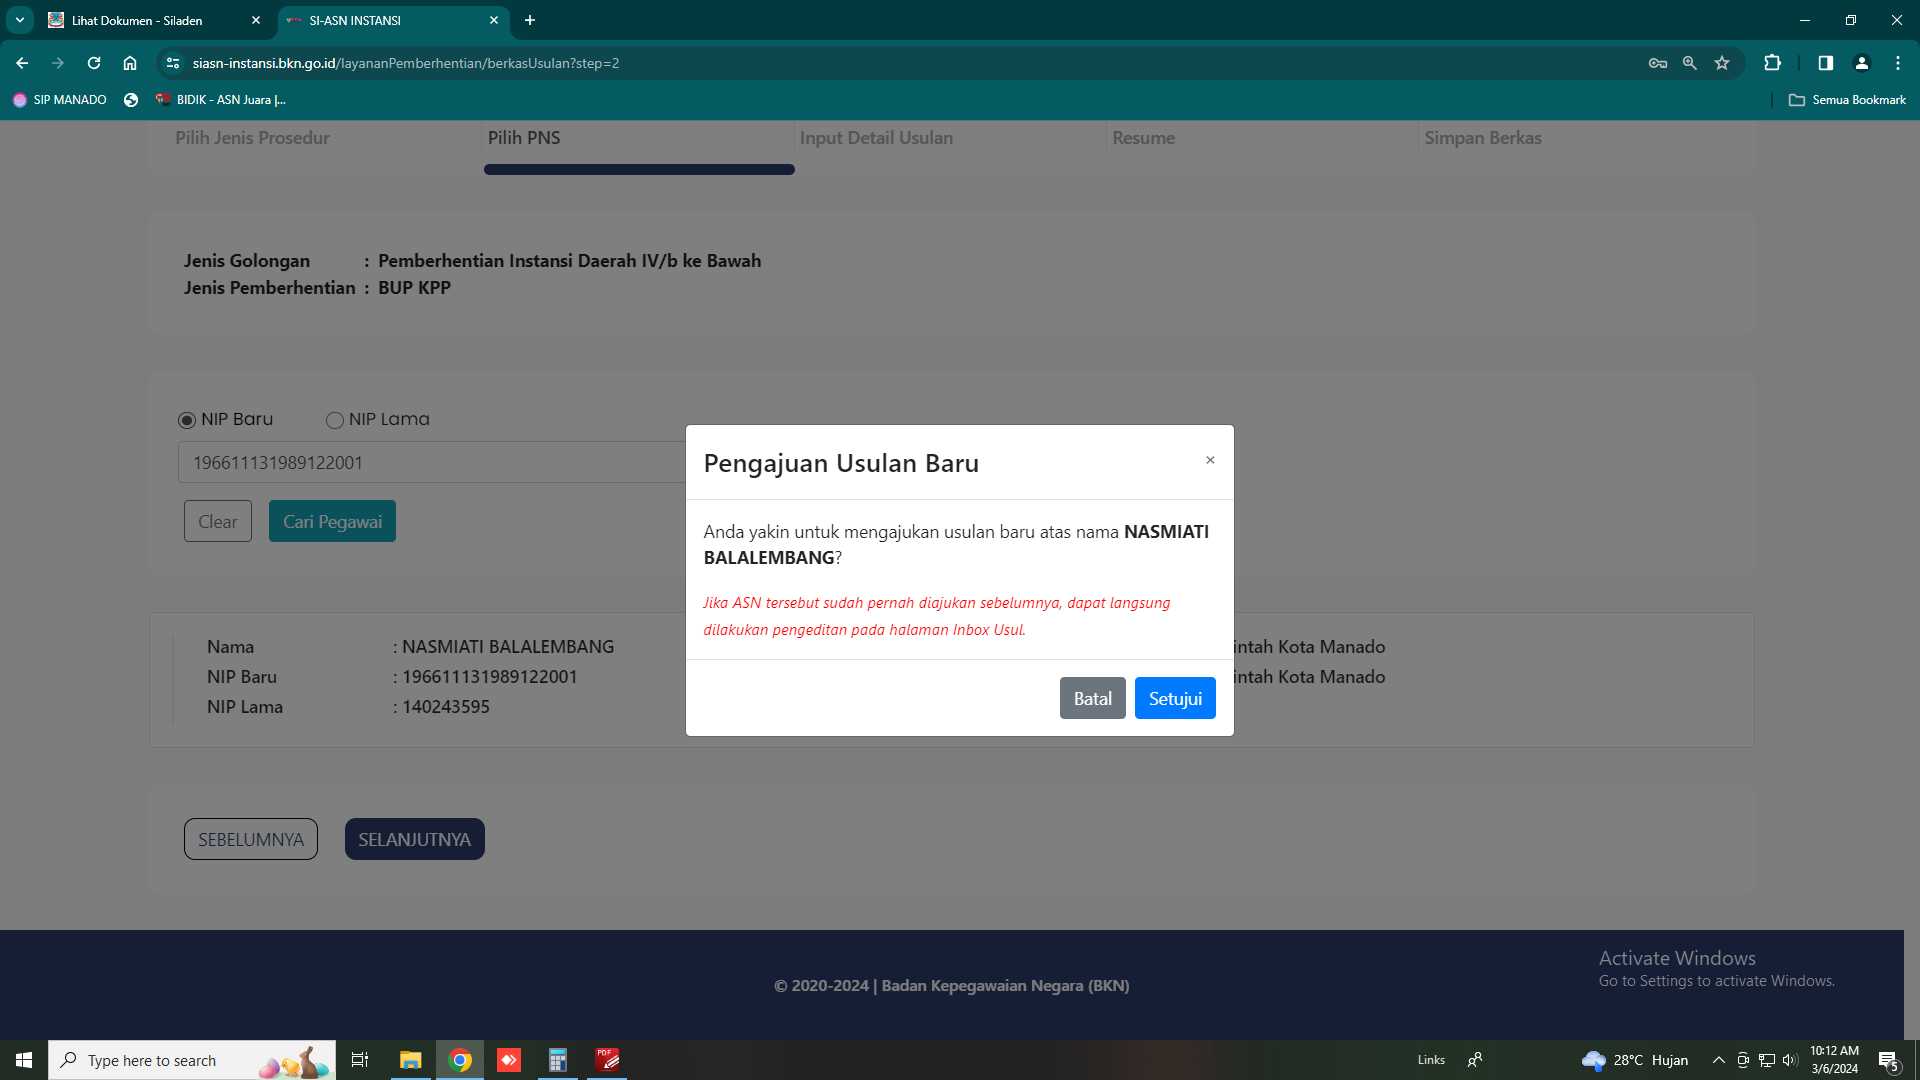 Lihat Dokumen - Siladen
SI-ASN INSTANSI
siasn-instansi.bkn.go.id/layananPemberhentian/berkasUsulan?step=2
SIP MANADO
BIDIK - ASN Juara |...
Semua Bookmark
Pilih Jenis Prosedur
Pilih PNS
Input Detail Usulan
Resume
Simpan Berkas
Jenis Golongan : Pemberhentian Instansi Daerah IV/b ke Bawah
Jenis Pemberhentian : BUP KPP
NIP Baru
NIP Lama
196611131989122001
Clear
Cari Pegawai
Pengajuan Usulan Baru
×
Anda yakin untuk mengajukan usulan baru atas nama NASMIATI
BALALEMBANG?
Jika ASN tersebut sudah pernah diajukan sebelumnya, dapat langsung
dilakukan pengeditan pada halaman Inbox Usul.
Batal
Setujui
Nama : NASMIATI BALALEMBANG
intah Kota Manado
NIP Baru : 196611131989122001
intah Kota Manado
NIP Lama : 140243595
SEBELUMNYA
SELANJUTNYA
Activate Windows
Go to Settings to activate Windows.
© 2020-2024 | Badan Kepegawaian Negara (BKN)
Type here to search
PDF
Links
28°C Hujan
10:12 AM
3/6/2024
5